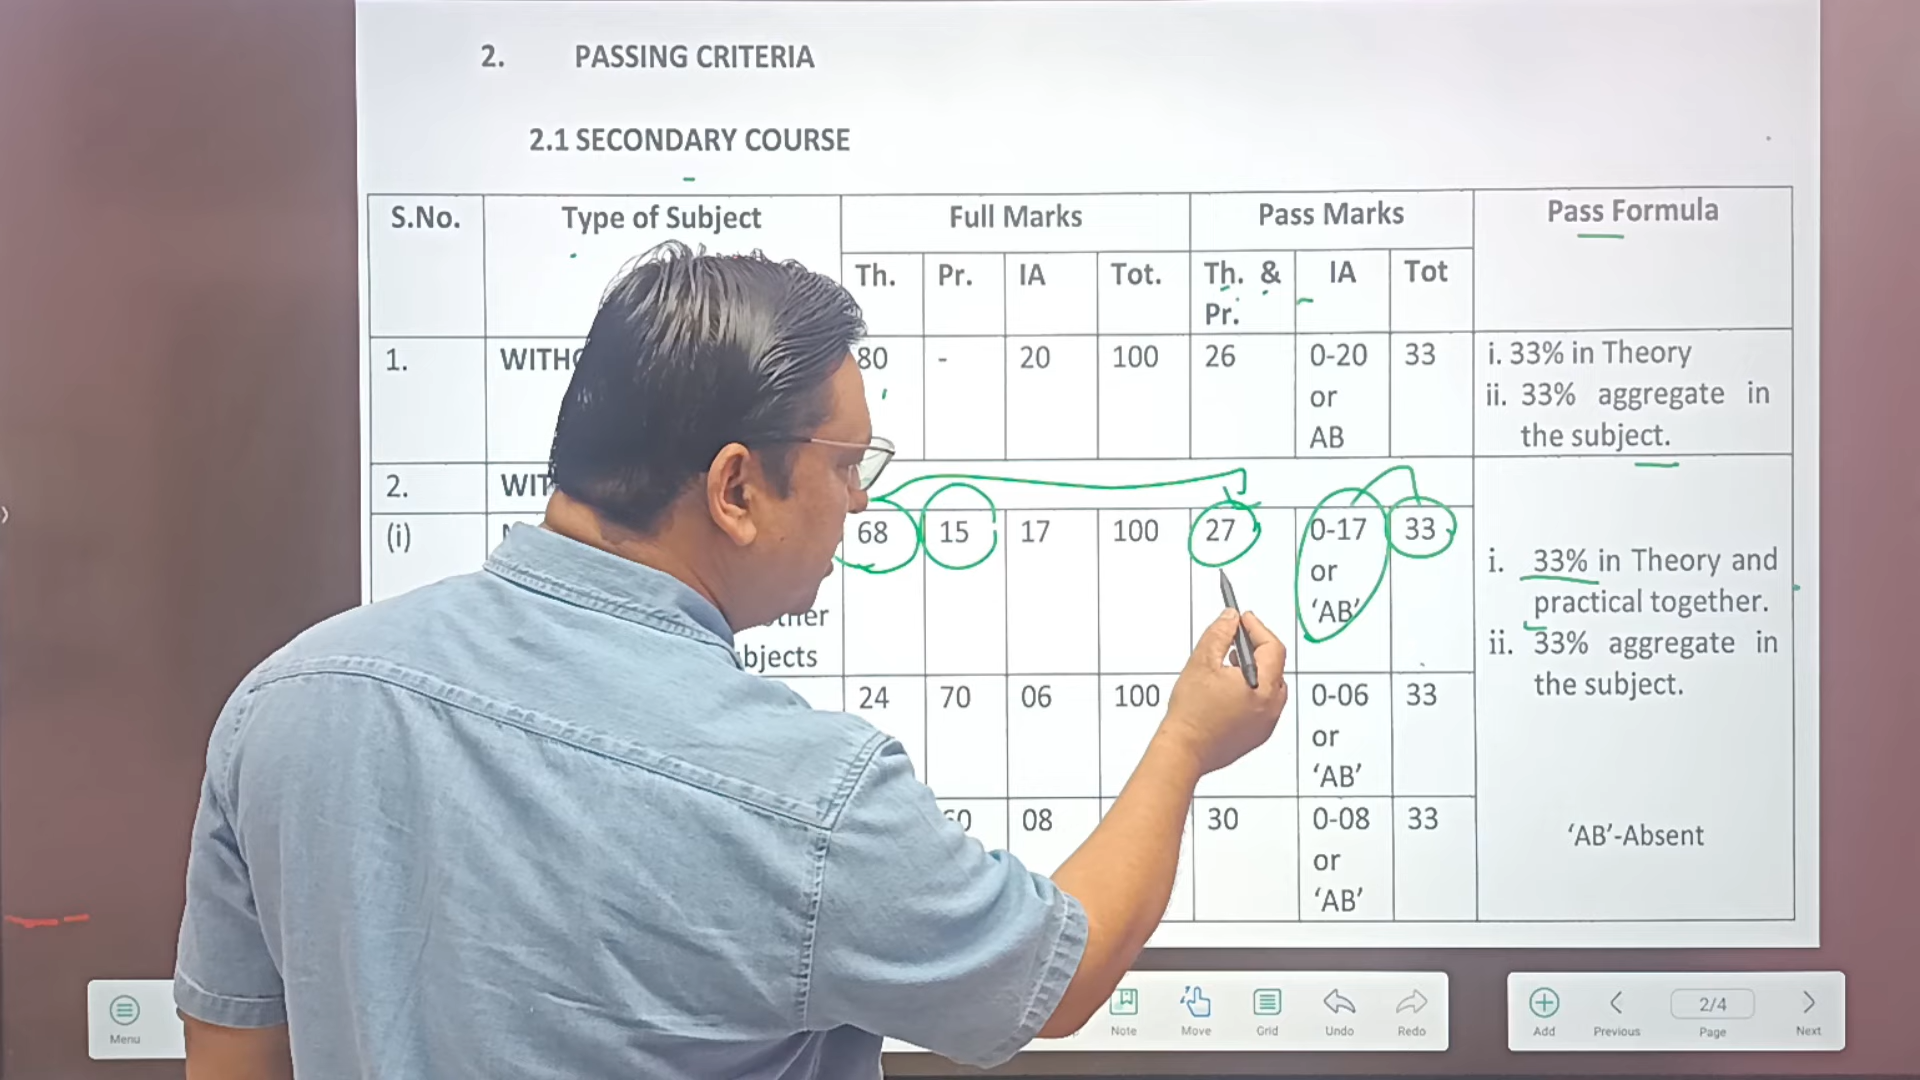 2. PASSING CRITERIA
2.1 SECONDARY COURSE
S.No. Type of Subject Full Marks Pass Marks Pass Formula
Th. Pr. IA Tot. Th. & Pr. IA Tot
1. 80 - 20 100 26 0-20 or AB 33
i. 33% in Theory
ii. 33% aggregate in
the subject.
2.
(i) 68 15 17 100 27 0-17 or 'AB' 33
bjects
i. 33% in Theory and
practical together.
ii. 33% aggregate in
the subject.
24 70 06 100 0-06 or 'AB' 33
08 30 0-08 or 'AB' 33
'AB'-Absent
Menu Note Move Grid Undo Redo Add Previous 2/4 Page Next